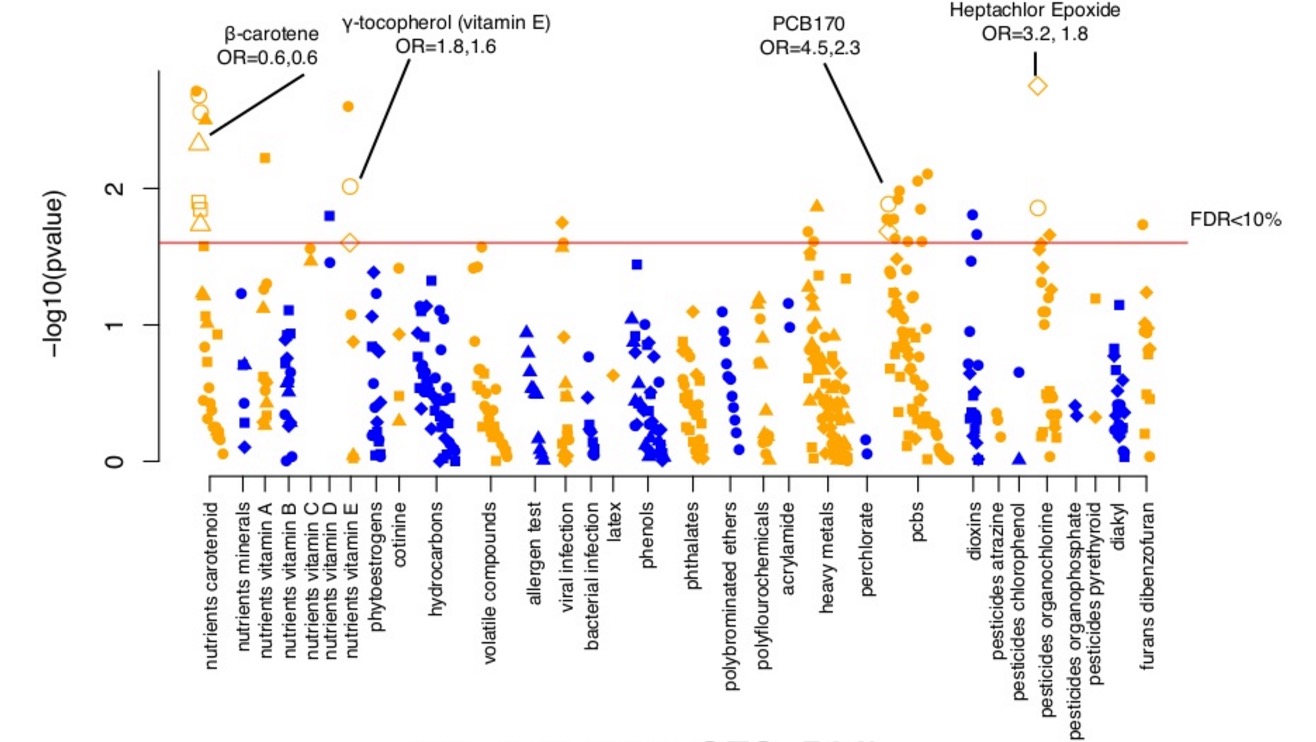 Heptachlor Epoxide
OR=3.2, 1.8
γ-tocopherol (vitamin E)
OR=1.8,1.6
PCB170
OR=4.5,2.3
β-carotene
OR=0.6,0.6
FDR<10%
−log10(pvalue)
2
1
0
nutrients carotenoid
nutrients minerals
nutrients vitamin A
nutrients vitamin B
nutrients vitamin C
nutrients vitamin D
nutrients vitamin E
phytoestrogens
cotinine
hydrocarbons
volatile compounds
allergen test
viral infection
bacterial infection
latex
phenols
phthalates
polybrominated ethers
polyflourochemicals
acrylamide
heavy metals
perchlorate
pcbs
dioxins
pesticides atrazine
pesticides chlorophenol
pesticides organochlorine
pesticides organophosphate
pesticides pyrethyroid
diakyl
furans dibenzofuran